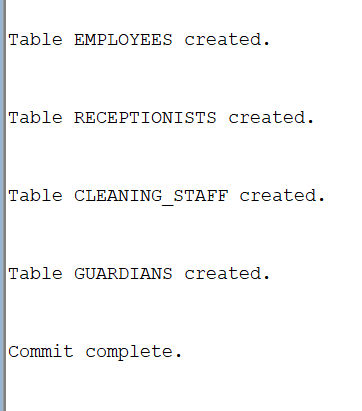 Table EMPLOYEES created.
Table RECEPTIONISTS created.
Table CLEANING_STAFF created.
Table GUARDIANS created.
Commit complete.